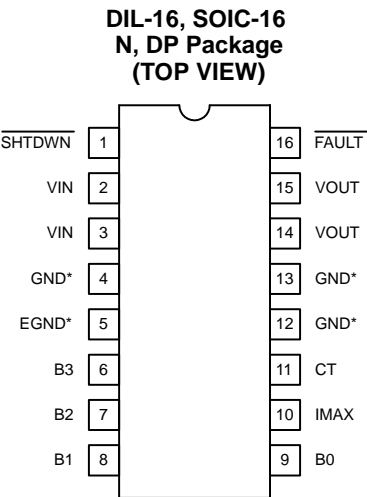 DIL-16, SOIC-16
N, DP Package
(TOP VIEW)
SHTDWN 1 16 FAULT
VIN 2 15 VOUT
VIN 3 14 VOUT
GND* 4 13 GND*
EGND* 5 12 GND*
B3 6 11 CT
B2 7 10 IMAX
B1 8 9 B0